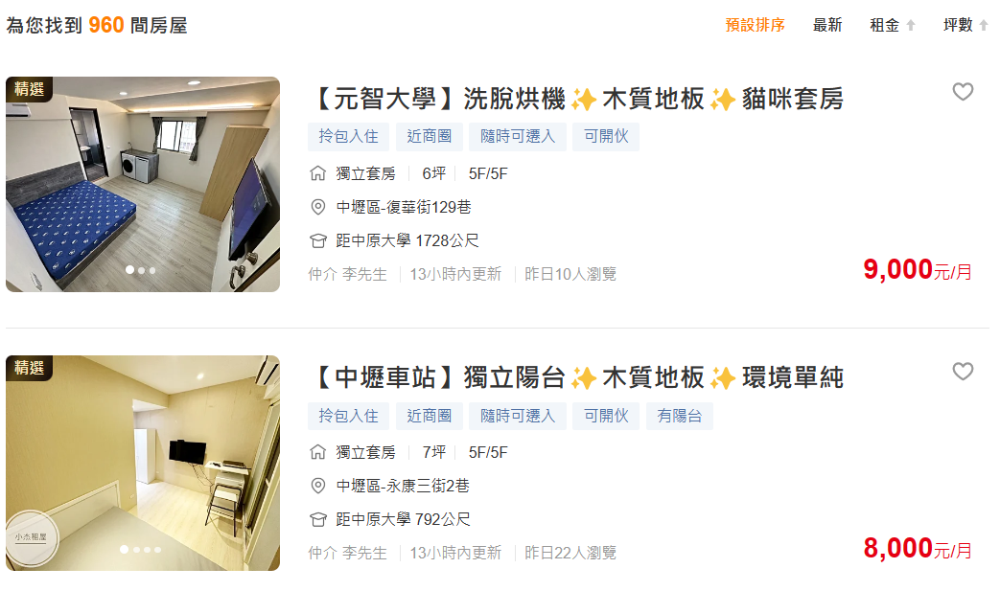 為您找到 960 間房屋
預設排序 最新 租金 坪數
精選
【元智大學】洗脫烘機✨木質地板✨貓咪套房
拎包入住 近商圈 隨時可遷入 可開伙
獨立套房 6坪 5F/5F
中壢區-復華街129巷
距中原大學 1728公尺
仲介 李先生 13小時內更新 昨日10人瀏覽
9,000元/月
精選
【中壢車站】獨立陽台✨木質地板✨環境單純
拎包入住 近商圈 隨時可遷入 可開伙 有陽台
獨立套房 7坪 5F/5F
中壢區-永康三街2巷
距中原大學 792公尺
小杰租屋
仲介 李先生 13小時內更新 昨日22人瀏覽
8,000元/月